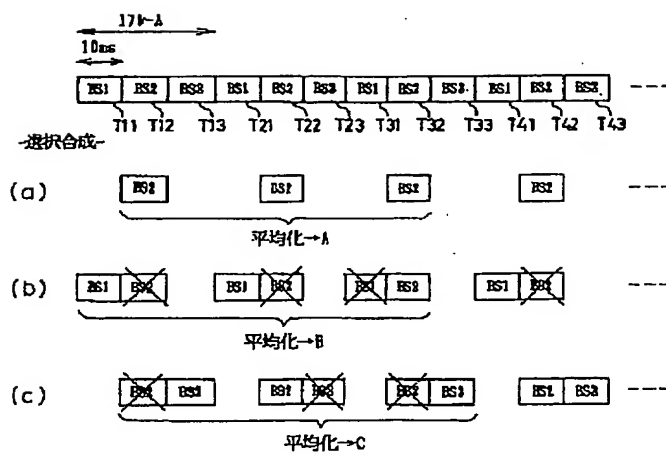 1フレーム
10ms
BS1 BS2 BS3 BS1 BS2 BS3 BS1 BS2 BS3 BS1 BS2 BS3
T11 T12 T13 T21 T22 T23 T31 T32 T33 T41 T42 T43
-選択合成-
(a) BS2 BS2 BS2 BS2
平均化→A
(b) BS1 BS2 BS1 BS2 BS1 BS2 BS1 BS2
平均化→B
(c) BS2 BS3 BS2 BS3 BS2 BS3 BS2 BS3
平均化→C